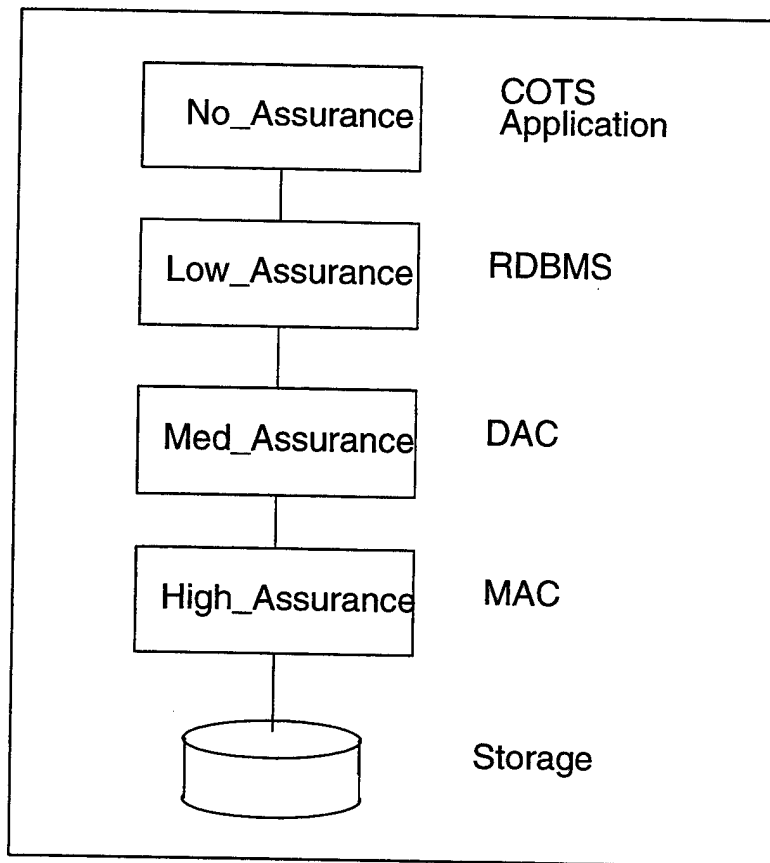 No_Assurance
COTS
Application
Low_Assurance
RDBMS
Med_Assurance
DAC
High_Assurance
MAC
Storage